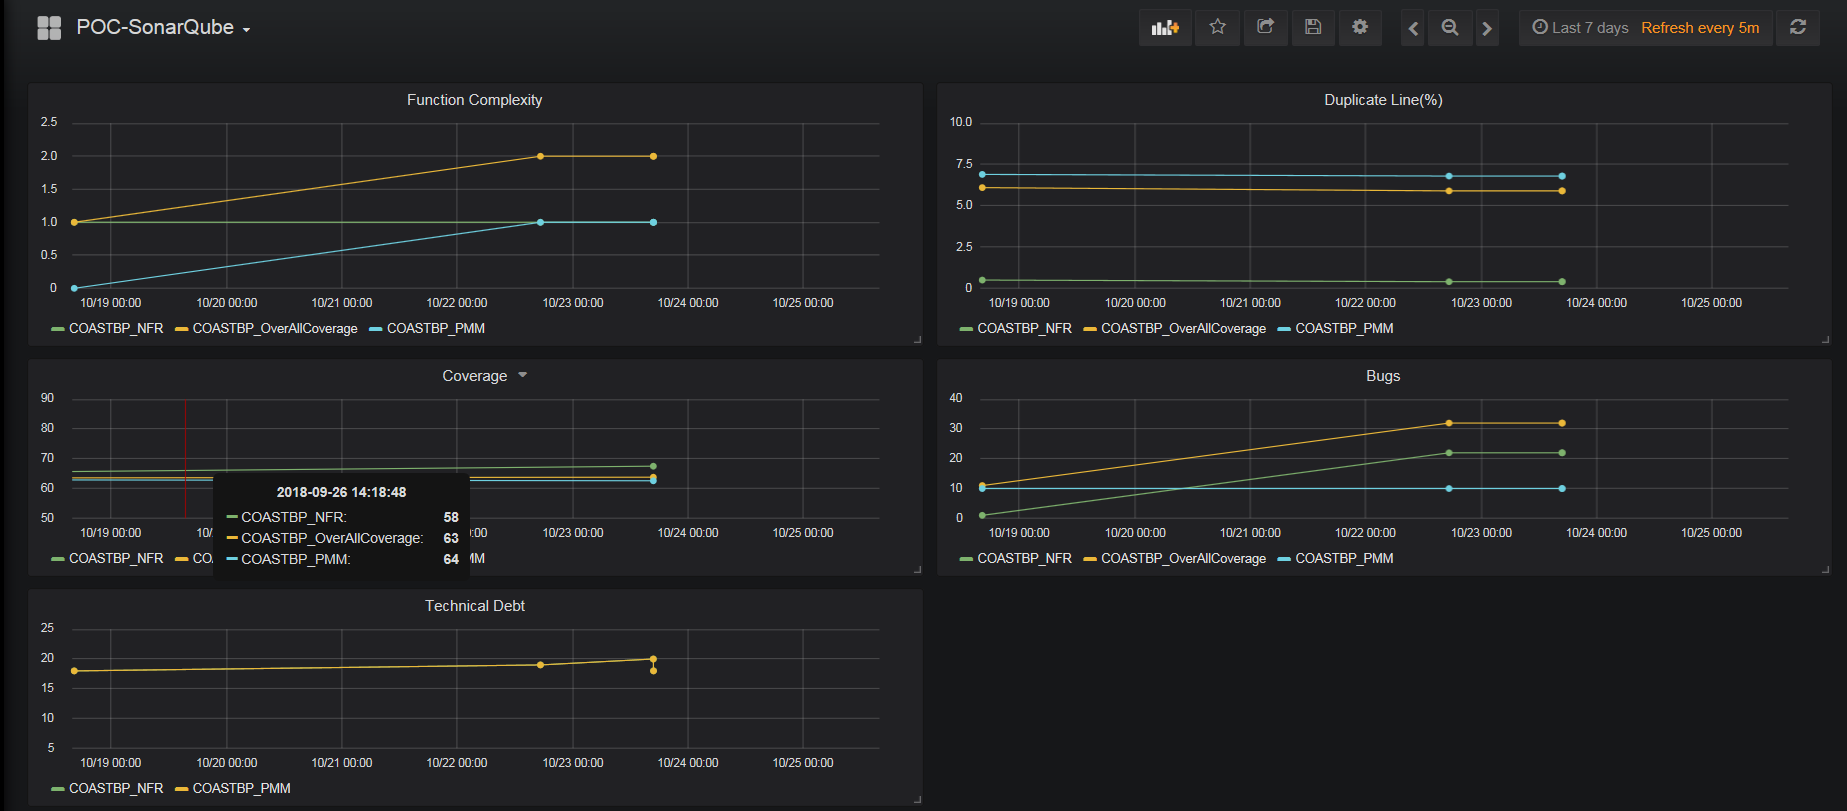 POC-SonarQube
Last 7 days Refresh every 5m
Function Complexity
2.5
2.0
1.5
1.0
0.5
0
10/19 00:00 10/20 00:00 10/21 00:00 10/22 00:00 10/23 00:00 10/24 00:00 10/25 00:00
COASTBP_NFR COASTBP_OverAllCoverage COASTBP_PMM
Duplicate Line(%)
10.0
7.5
5.0
2.5
0
10/19 00:00 10/20 00:00 10/21 00:00 10/22 00:00 10/23 00:00 10/24 00:00 10/25 00:00
COASTBP_NFR COASTBP_OverAllCoverage COASTBP_PMM
Coverage
90
80
70
60
50
2018-09-26 14:18:48
COASTBP_NFR: 58
COASTBP_OverAllCoverage: 63
COASTBP_PMM: 64
10/19 00:00 10/ 00:00 10/23 00:00 10/24 00:00 10/25 00:00
COASTBP_NFR CO MM
Bugs
40
30
20
10
0
10/19 00:00 10/20 00:00 10/21 00:00 10/22 00:00 10/23 00:00 10/24 00:00 10/25 00:00
COASTBP_NFR COASTBP_OverAllCoverage COASTBP_PMM
Technical Debt
25
20
15
10
5
10/19 00:00 10/20 00:00 10/21 00:00 10/22 00:00 10/23 00:00 10/24 00:00 10/25 00:00
COASTBP_NFR COASTBP_PMM